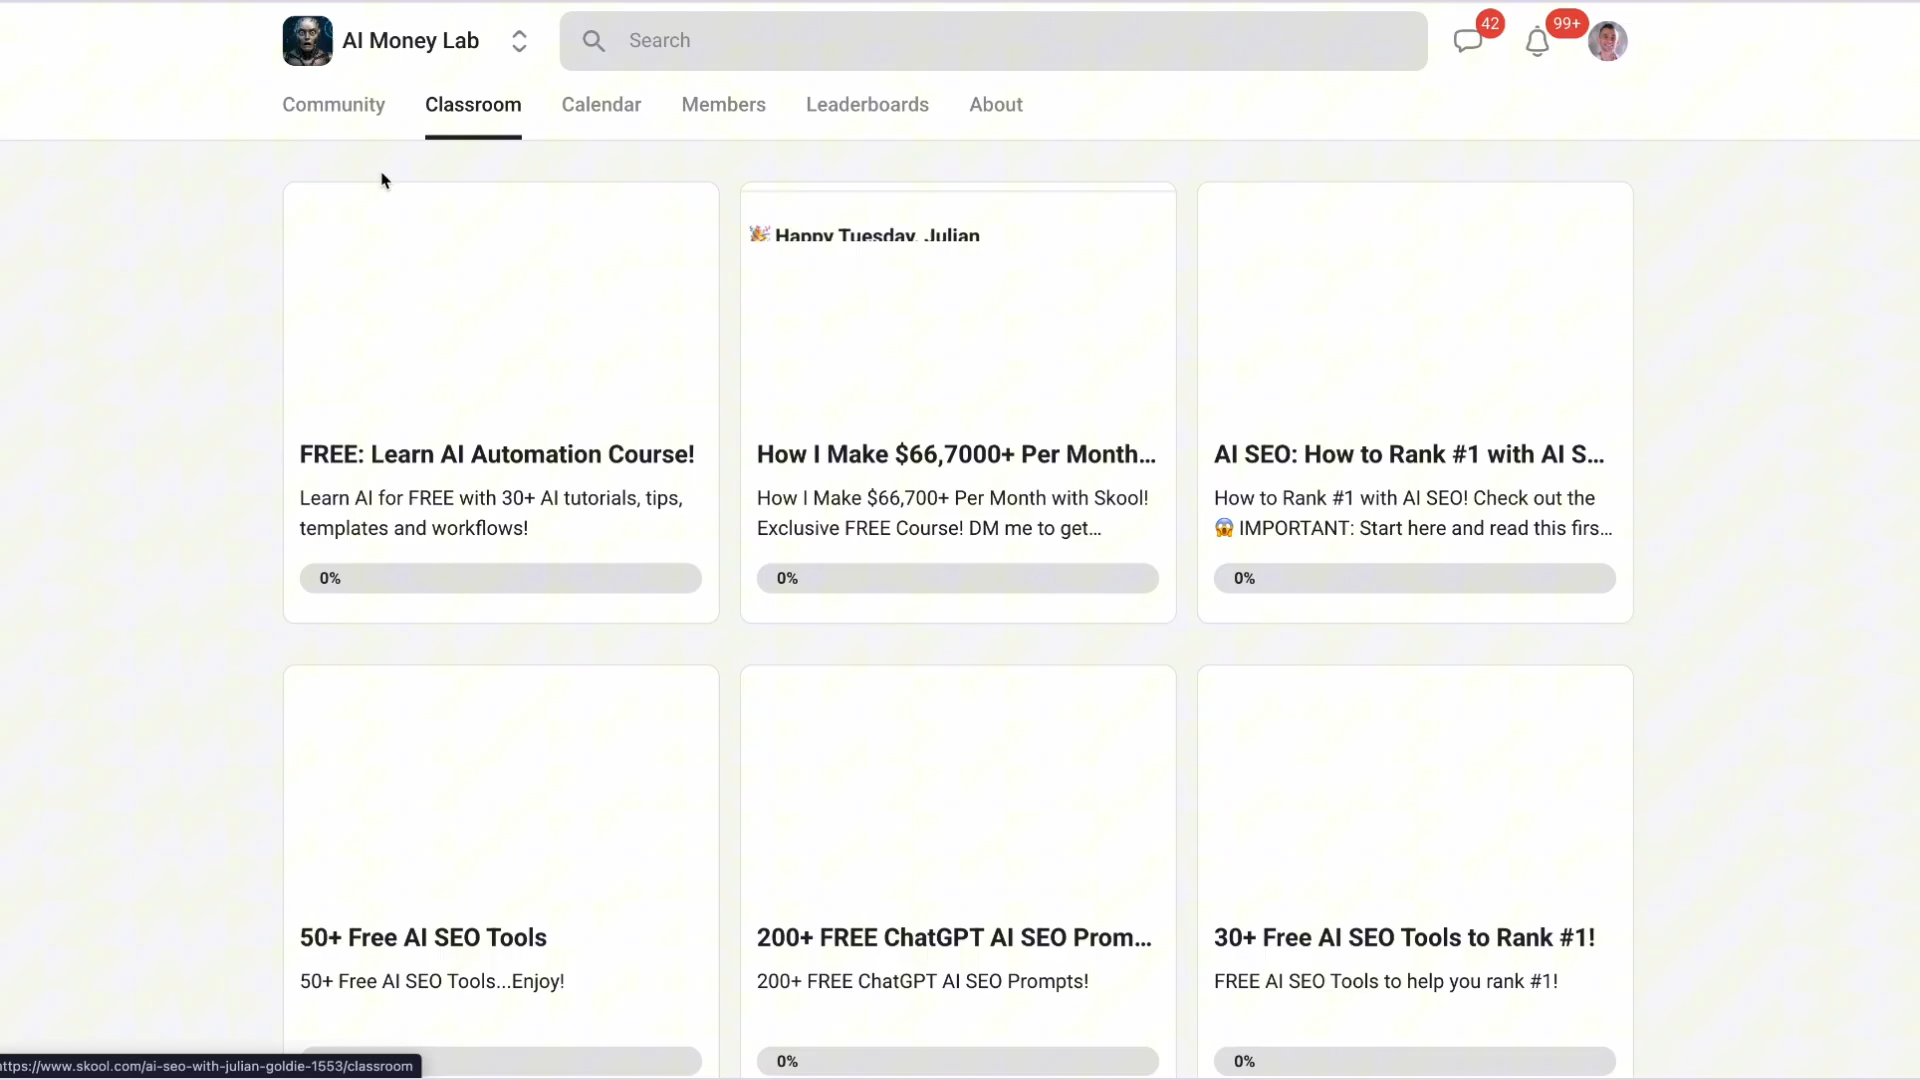 AI Money Lab
Search
42
99+
Community
Classroom
Calendar
Members
Leaderboards
About
🎉 Happy Tuesday, Julian
FREE: Learn AI Automation Course!
Learn AI for FREE with 30+ AI tutorials, tips,
templates and workflows!
0%
How I Make $66,7000+ Per Month...
How I Make $66,700+ Per Month with Skool!
Exclusive FREE Course! DM me to get...
0%
AI SEO: How to Rank #1 with AI S...
How to Rank #1 with AI SEO! Check out the
😱 IMPORTANT: Start here and read this firs...
0%
50+ Free AI SEO Tools
50+ Free AI SEO Tools...Enjoy!
200+ FREE ChatGPT AI SEO Prom...
200+ FREE ChatGPT AI SEO Prompts!
0%
30+ Free AI SEO Tools to Rank #1!
FREE AI SEO Tools to help you rank #1!
0%
ttps://www.skool.com/ai-seo-with-julian-goldie-1553/classroom